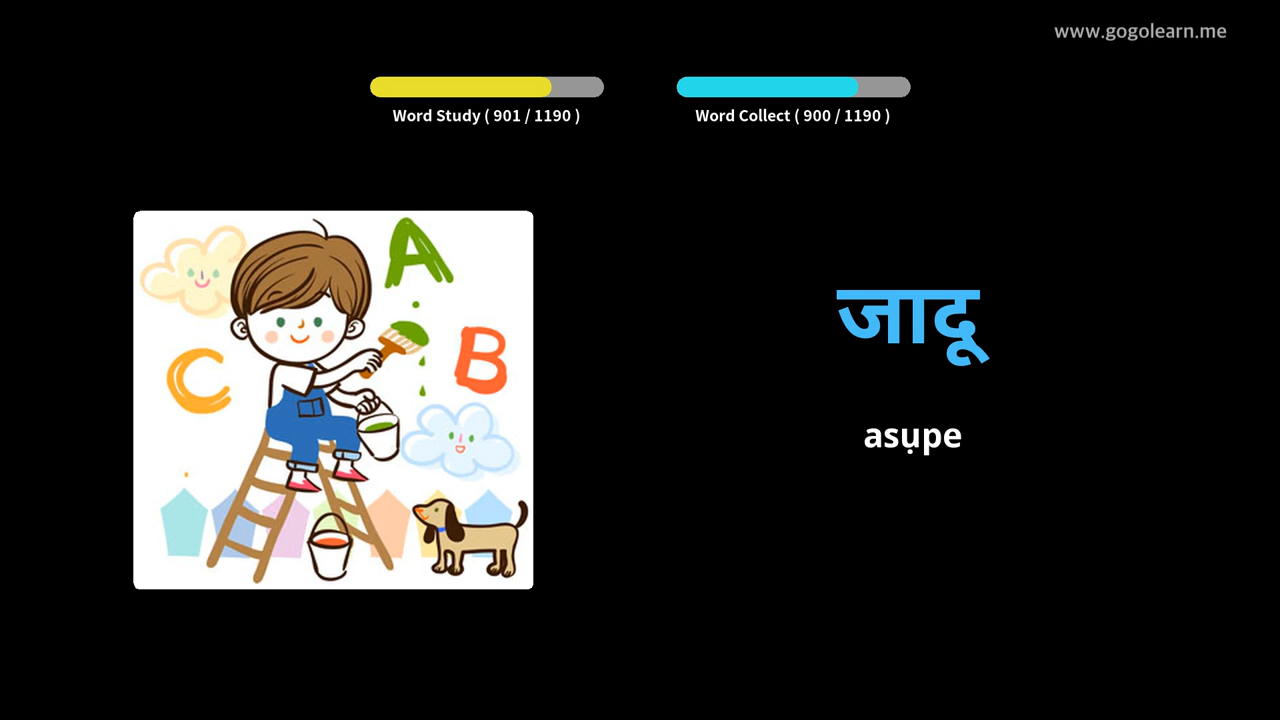 www.gogolearn.me
Word Study ( 901 / 1190 )
Word Collect ( 900 / 1190 )
A
B
C
जादू
asụpe